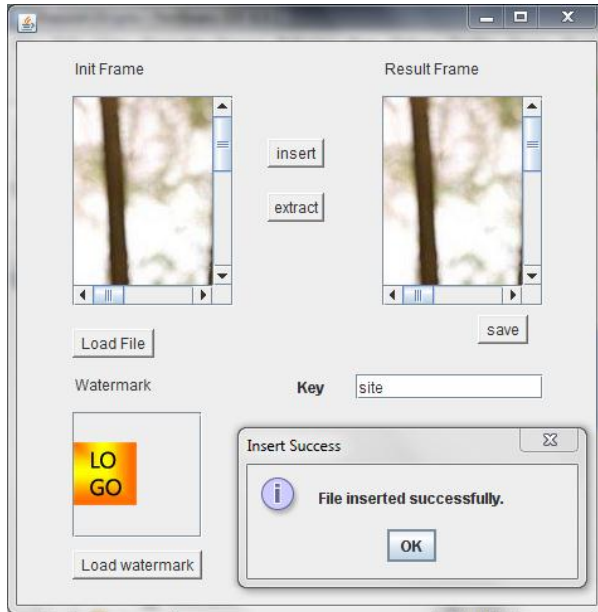 Init Frame
Result Frame
insert
extract
Load File
save
Watermark
Key
site
LO
GO
Load watermark
Insert Success
File inserted successfully.
OK